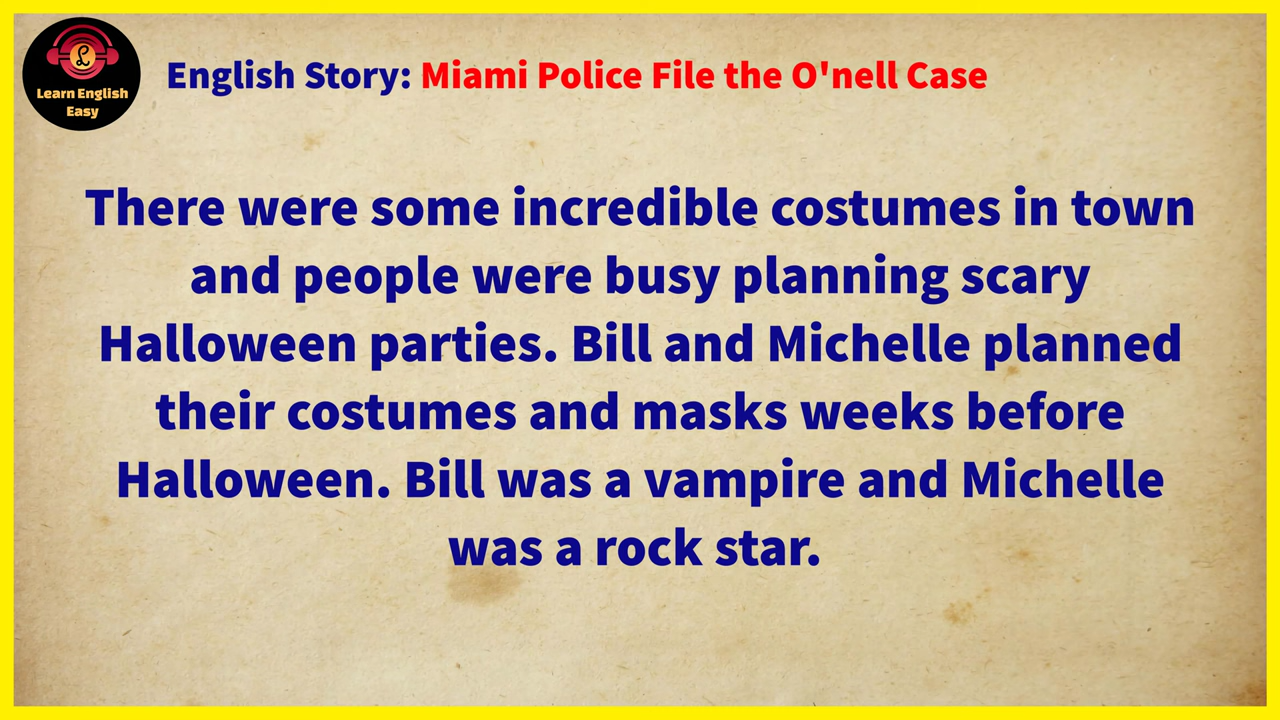 Learn English
Easy
English Story: Miami Police File the O'nell Case
There were some incredible costumes in town
and people were busy planning scary
Halloween parties. Bill and Michelle planned
their costumes and masks weeks before
Halloween. Bill was a vampire and Michelle
was a rock star.